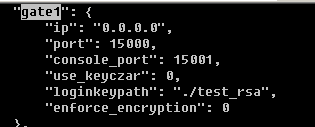 "gate1": {
"ip": "0.0.0.0",
"port": 15000,
"console_port": 15001,
"use_keyczar": 0,
"loginkeypath": "./test_rsa",
"enforce_encryption": 0
},